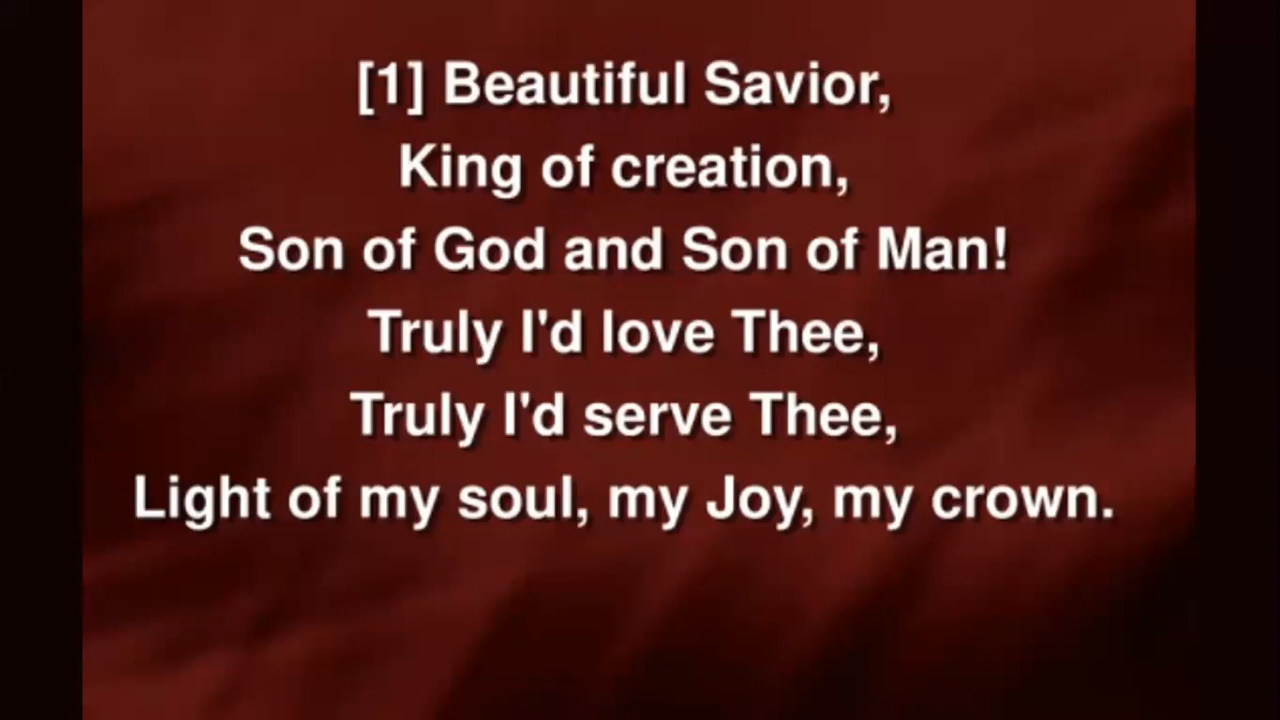 [1] Beautiful Savior,
King of creation,
Son of God and Son of Man!
Truly I'd love Thee,
Truly I'd serve Thee,
Light of my soul, my Joy, my crown.